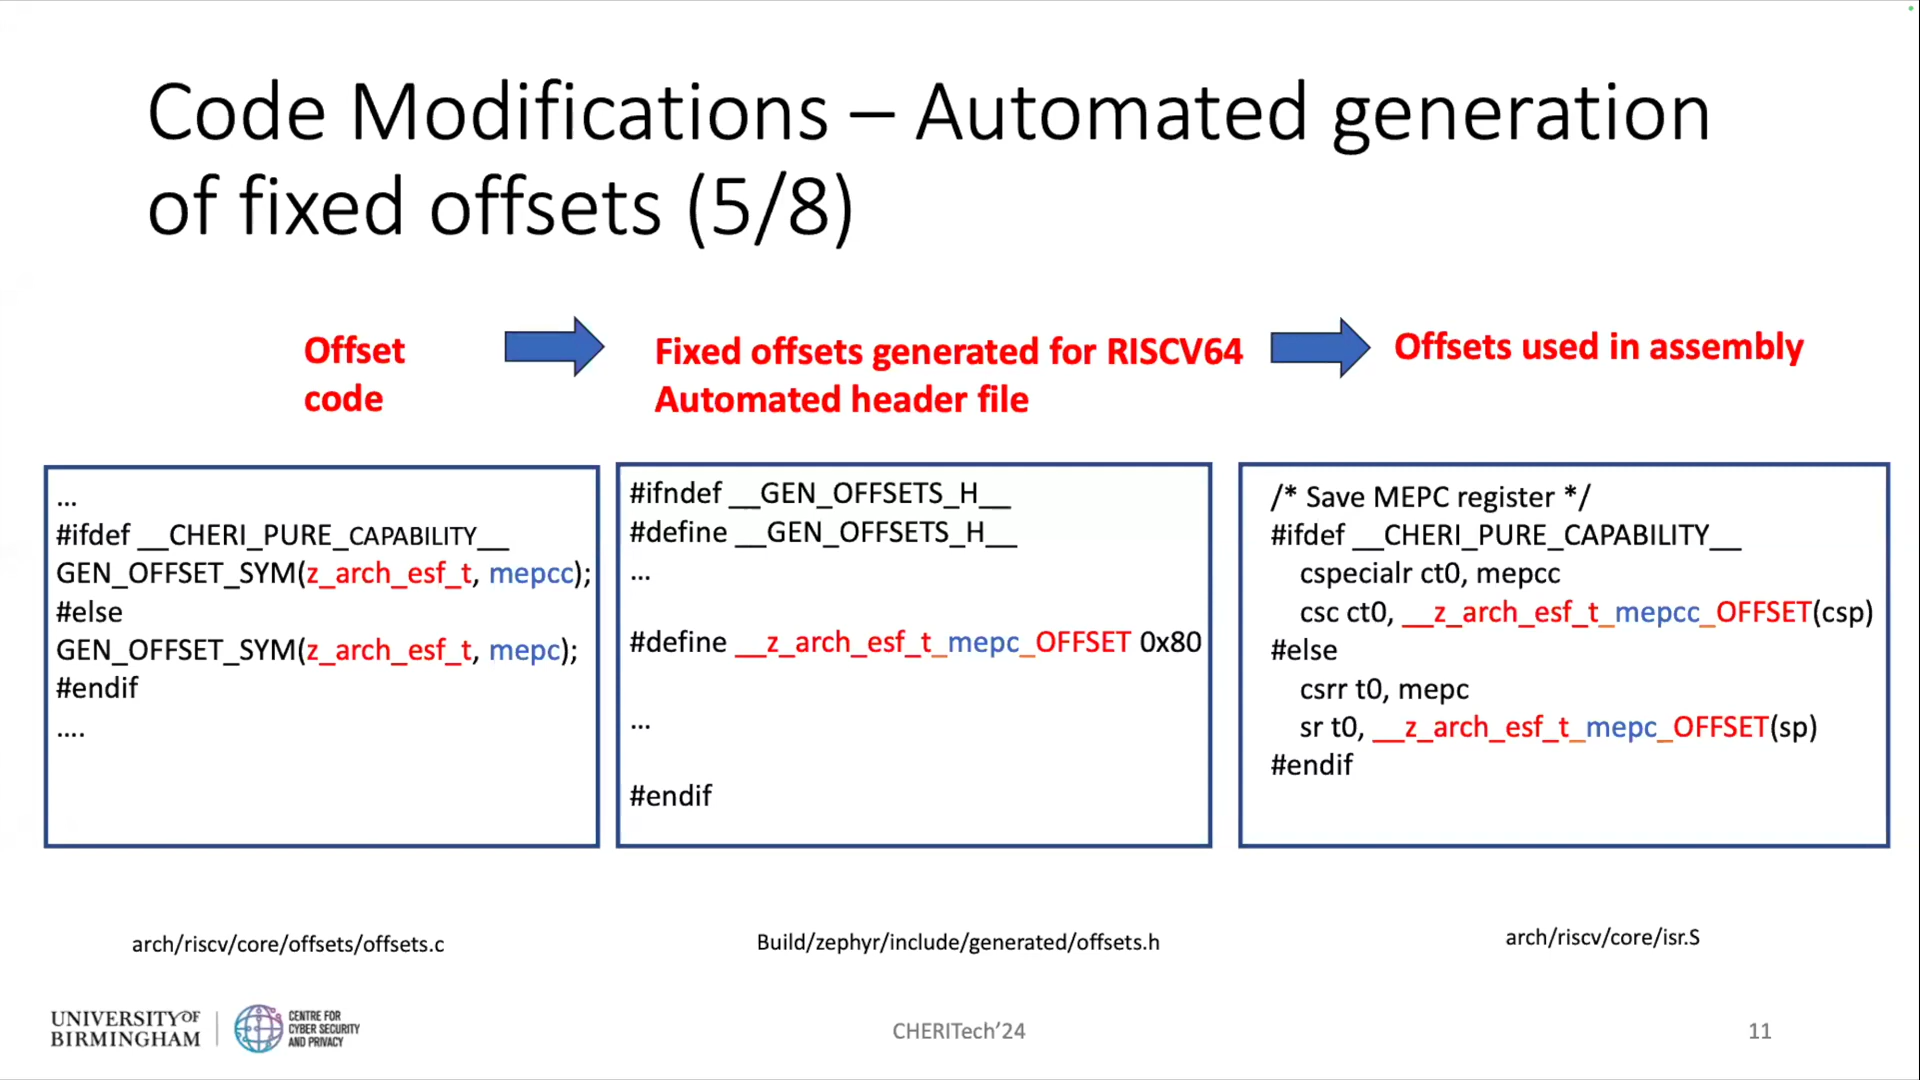 Code Modifications – Automated generation
of fixed offsets (5/8)
Offset
code
Fixed offsets generated for RISCV64
Automated header file
Offsets used in assembly
...
#ifdef __CHERI_PURE_CAPABILITY__
GEN_OFFSET_SYM(z_arch_esf_t, mepcc);
#else
GEN_OFFSET_SYM(z_arch_esf_t, mepc);
#endif
....
#ifndef __GEN_OFFSETS_H__
#define __GEN_OFFSETS_H__
...
#define __z_arch_esf_t_mepc_OFFSET 0x80
...
#endif
/* Save MEPC register */
#ifdef __CHERI_PURE_CAPABILITY__
cspecialr ct0, mepcc
csc ct0, __z_arch_esf_t_mepcc_OFFSET(csp)
#else
csrr t0, mepc
sr t0, __z_arch_esf_t_mepc_OFFSET(sp)
#endif
arch/riscv/core/offsets/offsets.c
Build/zephyr/include/generated/offsets.h
arch/riscv/core/isr.S
UNIVERSITY OF
BIRMINGHAM
CENTRE FOR
CYBER SECURITY
AND PRIVACY
CHERITech'24
11